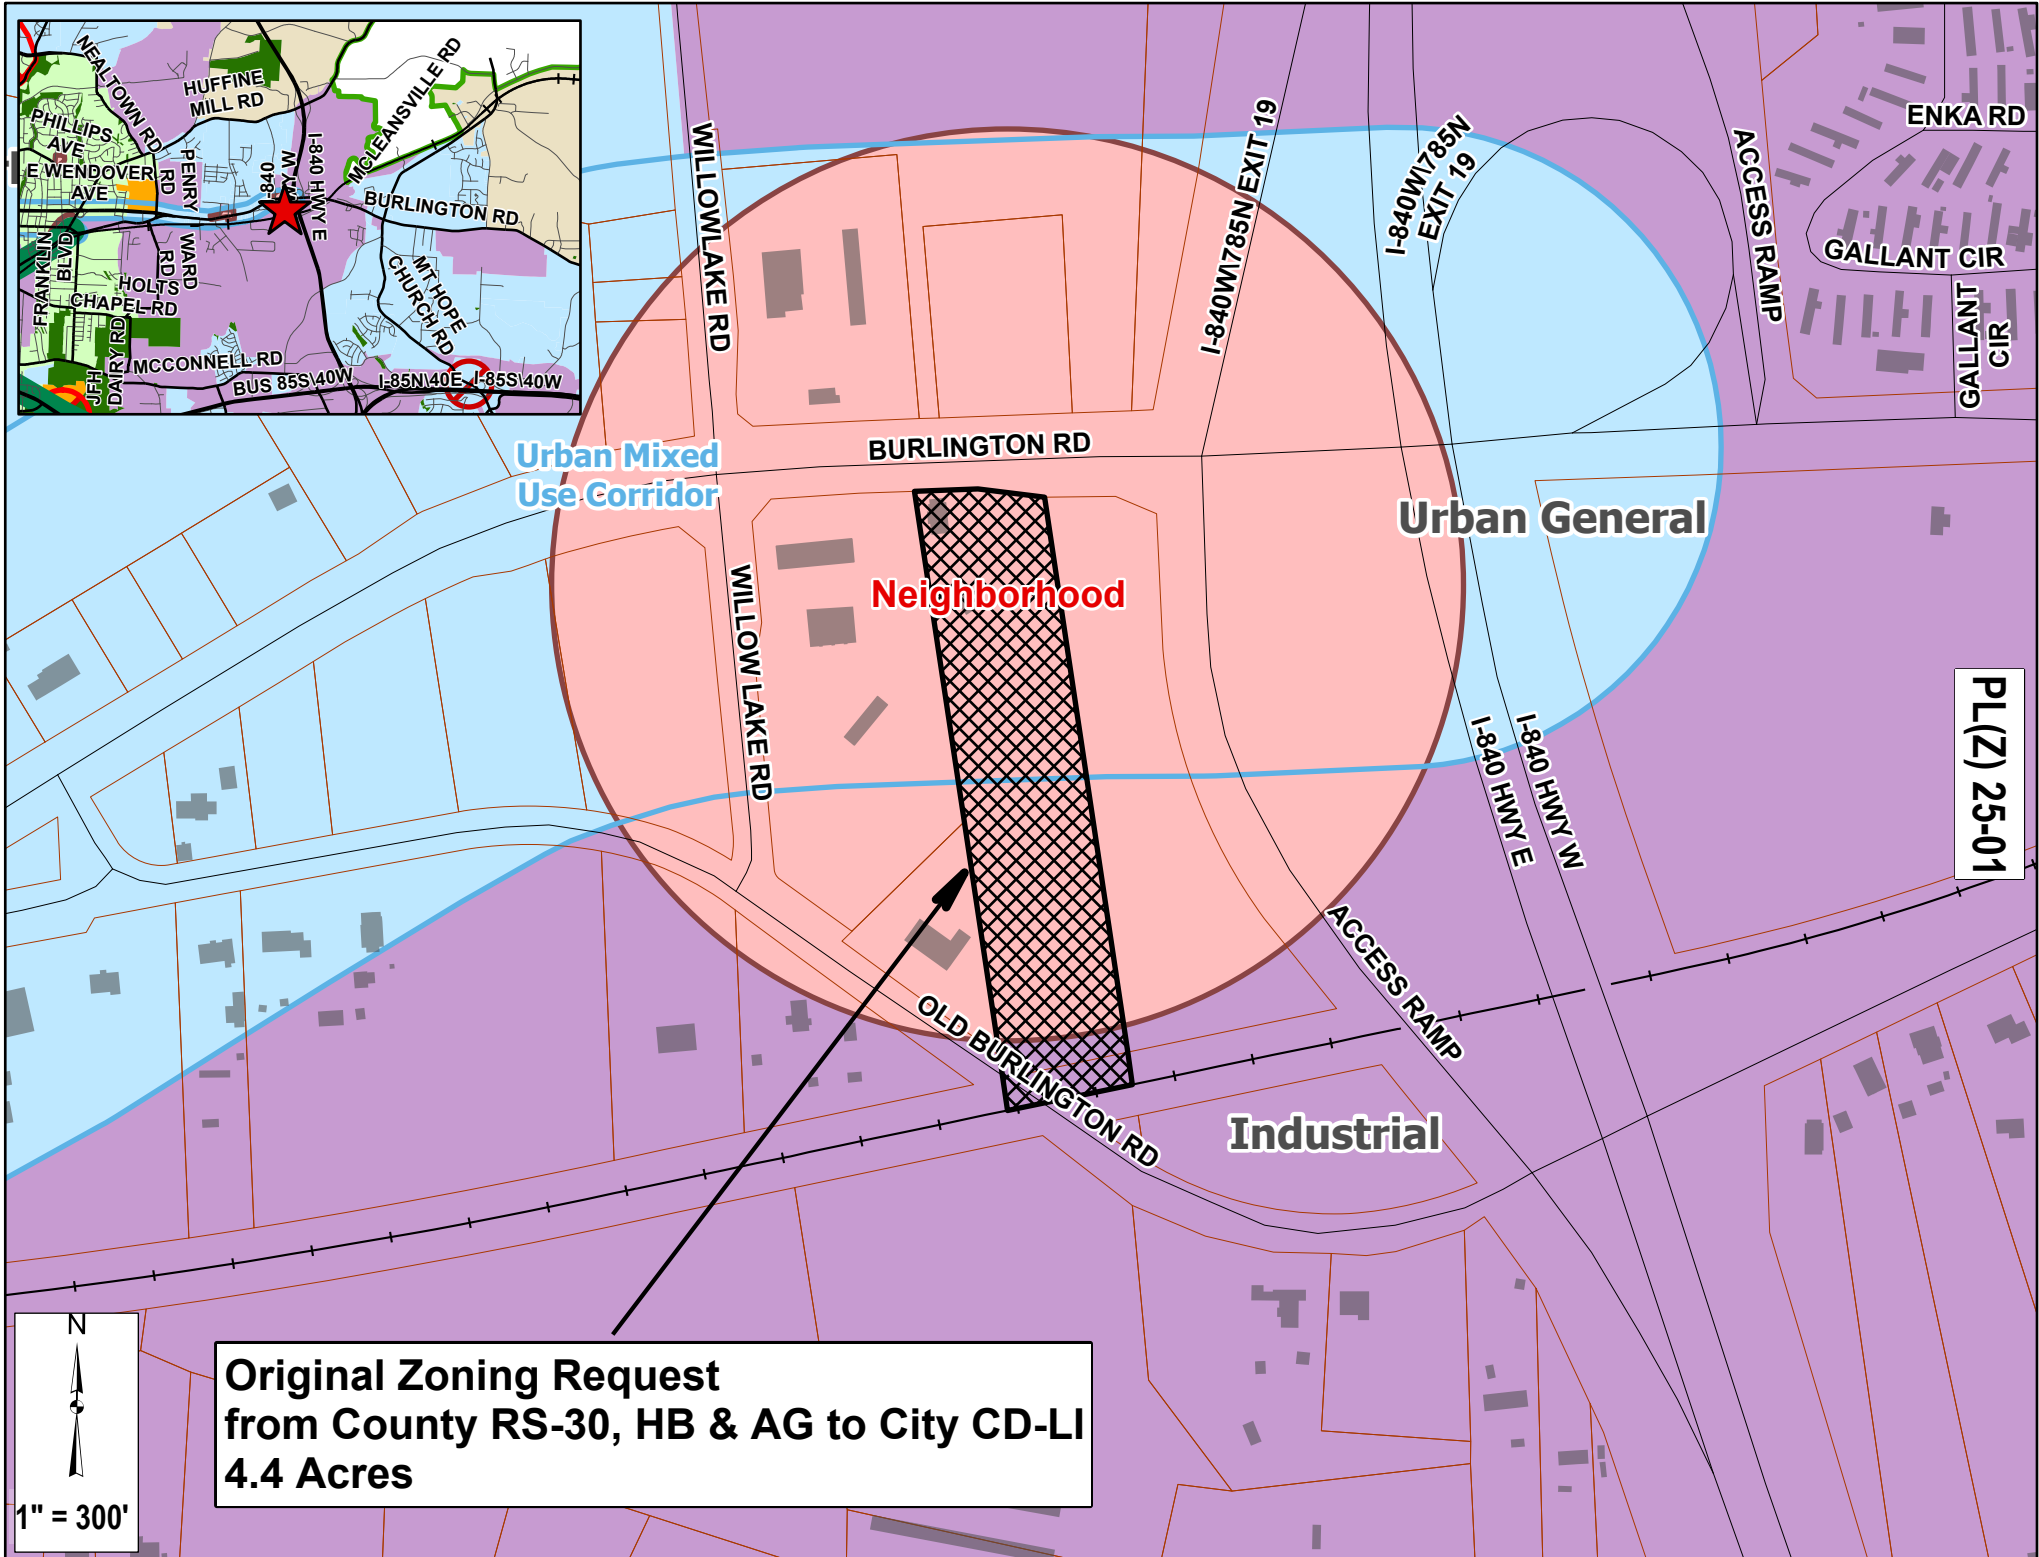 NEALTOWN RD
HUFFINE
MILL RD
MCLEANSVILLE RD
PHILLIPS
AVE
E WENDOVER
AVE
PENRY
RD
I-840
HWY W
I-840 HWY E
BURLINGTON RD
FRANKLIN
BLVD
WARD
RD
HOLTS
CHAPEL RD
MT HOPE
CHURCH RD
JFH
DAIRY RD
MCCONNELL RD
BUS 85S\40W
I-85N\40E
I-85S\40W
WILLOWLAKE RD
I-840W\785N EXIT 19
I-840W\785N
EXIT 19
ACCESS RAMP
ENKA RD
GALLANT CIR
GALLANT
CIR
BURLINGTON RD
Urban Mixed
Use Corridor
Urban General
Neighborhood
WILLOWLAKE RD
I-840 HWY E
I-840 HWY W
PL(Z) 25-01
ACCESS RAMP
OLD BURLINGTON RD
Industrial
N
1" = 300'
Original Zoning Request
from County RS-30, HB & AG to City CD-LI
4.4 Acres